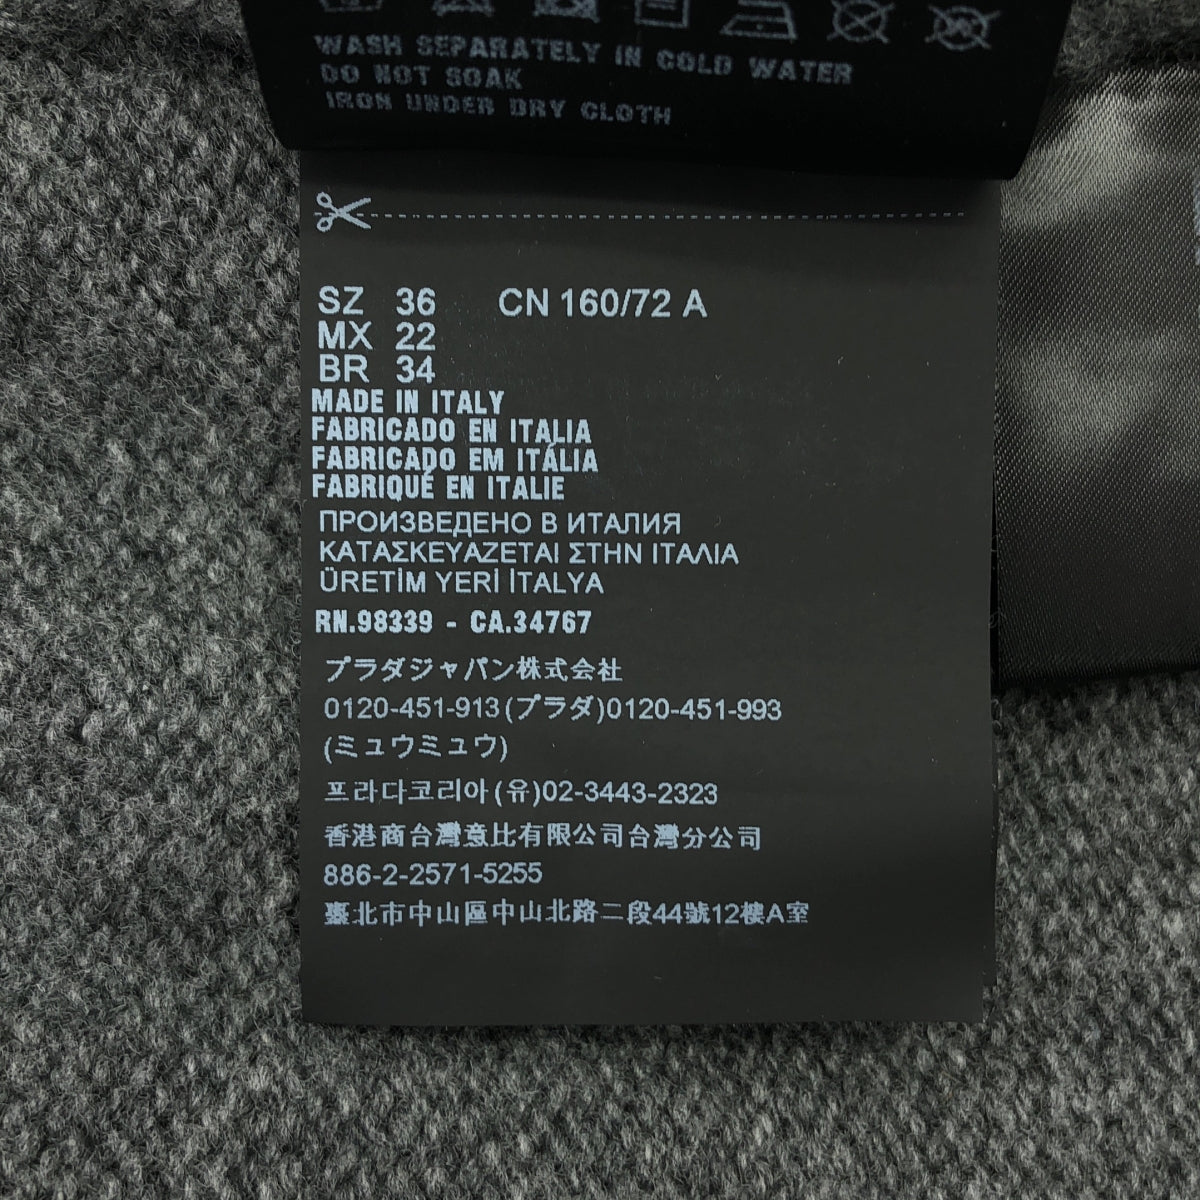 WASH SEPARATELY IN COLD WATER
DO NOT SOAK
IRON UNDER DRY CLOTH
SZ 36 CN 160/72 A
MX 22
BR 34
MADE IN ITALY
FABRICADO EN ITALIA
FABRICADO EM ITÁLIA
FABRIQUÉ EN ITALIE
ПРОИЗВЕДЕНО В ИТАЛИЯ
ΚΑΤΑΣΚΕΥΑΖΕΤΑΙ ΣΤΗΝ ΙΤΑΛΙΑ
ÜRETİM YERİ İTALYA
RN.98339 - CA.34767
プラダジャパン株式会社
0120-451-913(プラダ)0120-451-993
(ミュウミュウ)
프라다코리아(유)02-3443-2323
香港商台灣意比有限公司台灣分公司
886-2-2571-5255
臺北市中山區中山北路二段44號12樓A室